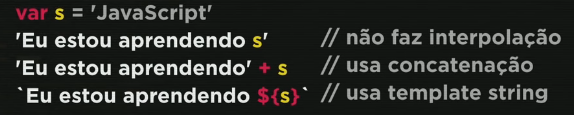 var s = 'JavaScript'
'Eu estou aprendendo s' // não faz interpolação
'Eu estou aprendendo' + s // usa concatenação
`Eu estou aprendendo ${s}` // usa template string